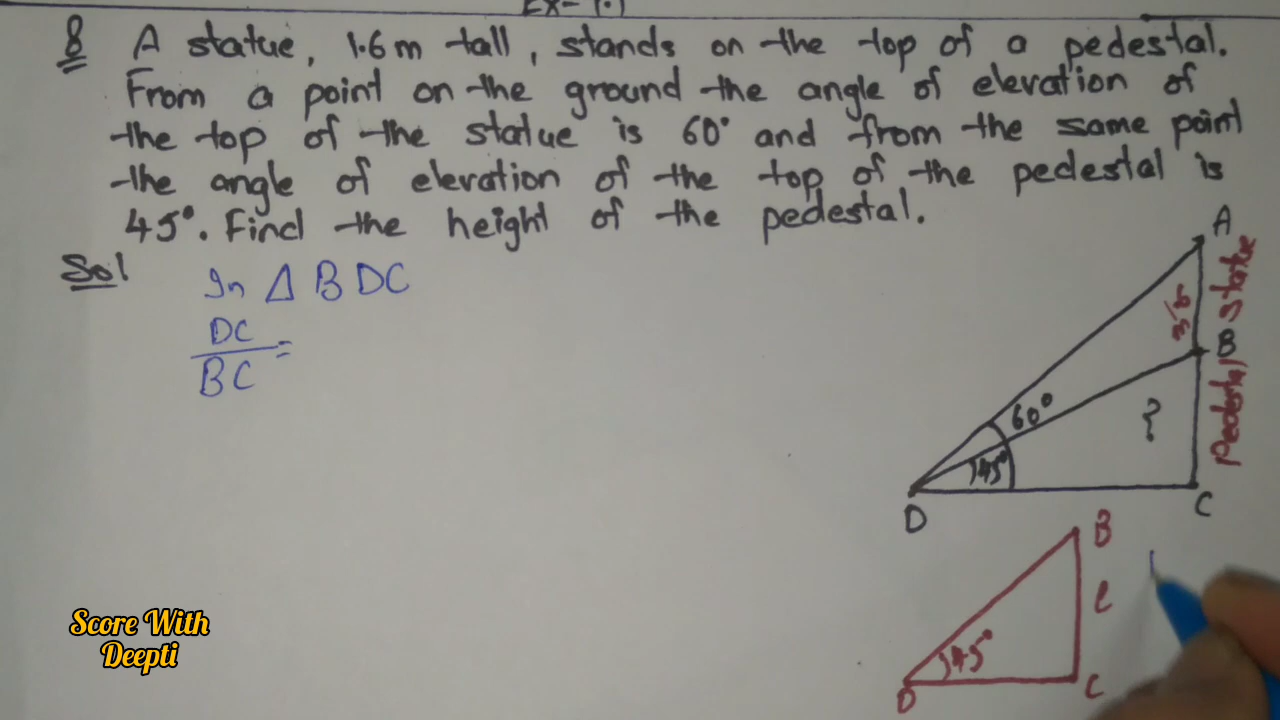 Ex- 
8 A statue, 1.6m tall, stands on the top of a pedestal.
From a point on the ground the angle of elevation of
the top of the statue is 60° and from the same point
the angle of elevation of the top of the pedestal is
45°. Find the height of the pedestal.
Sol
In Δ BDC
DC
BC
=
A
Statue
B
Pedestal
60°
?
45°
D
C
B
45°
D
C
Score With
Deepti